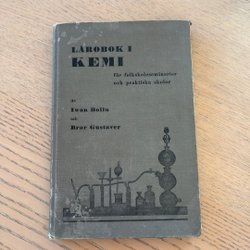 LÄROBOK I
KEMI
för folkskoleseminarier
och praktiska skolor
av
Iwan Bolin
och
Bror Gustaver